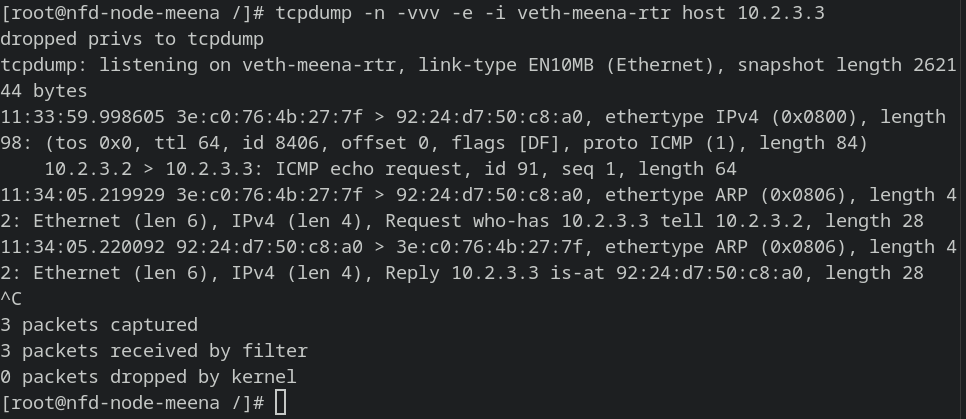 [root@nfd-node-meena /]# tcpdump -n -vvv -e -i veth-meena-rtr host 10.2.3.3
dropped privs to tcpdump
tcpdump: listening on veth-meena-rtr, link-type EN10MB (Ethernet), snapshot length 2621
44 bytes
11:33:59.998605 3e:c0:76:4b:27:7f > 92:24:d7:50:c8:a0, ethertype IPv4 (0x0800), length
98: (tos 0x0, ttl 64, id 8406, offset 0, flags [DF], proto ICMP (1), length 84)
    10.2.3.2 > 10.2.3.3: ICMP echo request, id 91, seq 1, length 64
11:34:05.219929 3e:c0:76:4b:27:7f > 92:24:d7:50:c8:a0, ethertype ARP (0x0806), length 4
2: Ethernet (len 6), IPv4 (len 4), Request who-has 10.2.3.3 tell 10.2.3.2, length 28
11:34:05.220092 92:24:d7:50:c8:a0 > 3e:c0:76:4b:27:7f, ethertype ARP (0x0806), length 4
2: Ethernet (len 6), IPv4 (len 4), Reply 10.2.3.3 is-at 92:24:d7:50:c8:a0, length 28
^C
3 packets captured
3 packets received by filter
0 packets dropped by kernel
[root@nfd-node-meena /]#